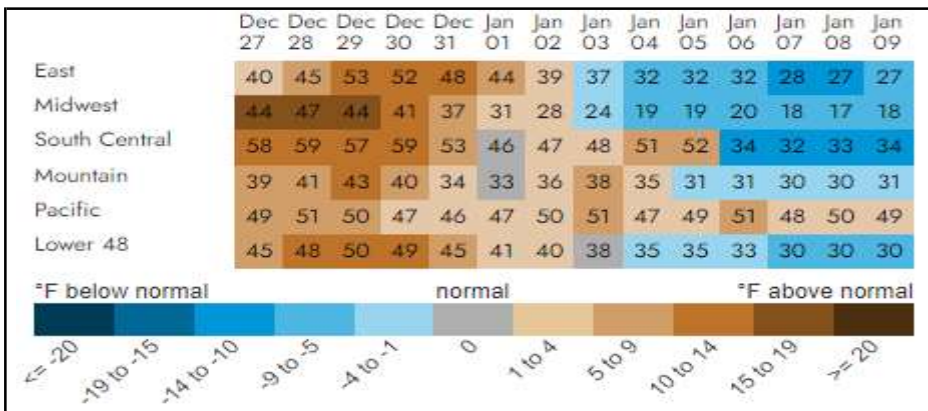 Dec Dec Dec Dec Dec Jan Jan Jan Jan Jan Jan Jan Jan Jan
27 28 29 30 31 01 02 03 04 05 06 07 08 09
East 40 45 53 52 48 44 39 37 32 32 32 28 27 27
Midwest 44 47 44 41 37 31 28 24 19 19 20 18 17 18
South Central 58 59 57 59 53 46 47 48 51 52 34 32 33 34
Mountain 39 41 43 40 34 33 36 38 35 31 31 30 30 31
Pacific 49 51 50 47 46 47 50 51 47 49 51 48 50 49
Lower 48 45 48 50 49 45 41 40 38 35 35 33 30 30 30
°F below normal normal °F above normal
<= -20 -19 to -15 -14 to -10 -9 to -5 -4 to -1 0 1 to 4 5 to 9 10 to 14 15 to 19 >= 20